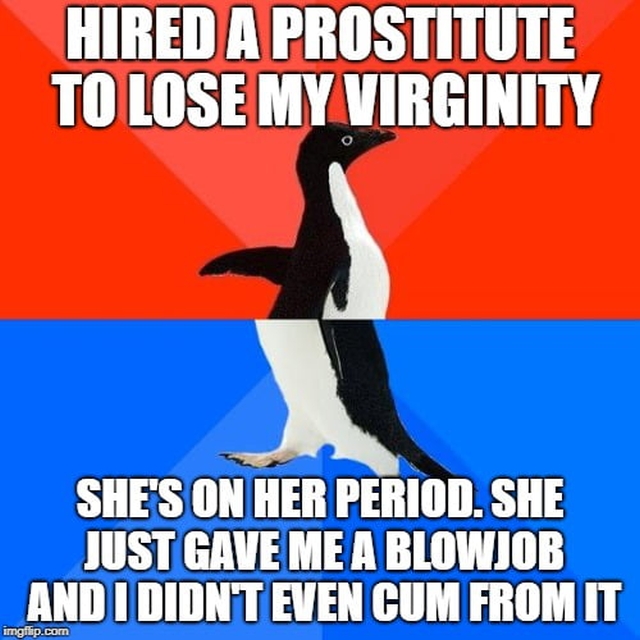 HIRED A PROSTITUTE
TO LOSE MY VIRGINITY
SHE'S ON HER PERIOD. SHE
JUST GAVE ME A BLOWJOB
AND I DIDN'T EVEN CUM FROM IT
imgflip.com